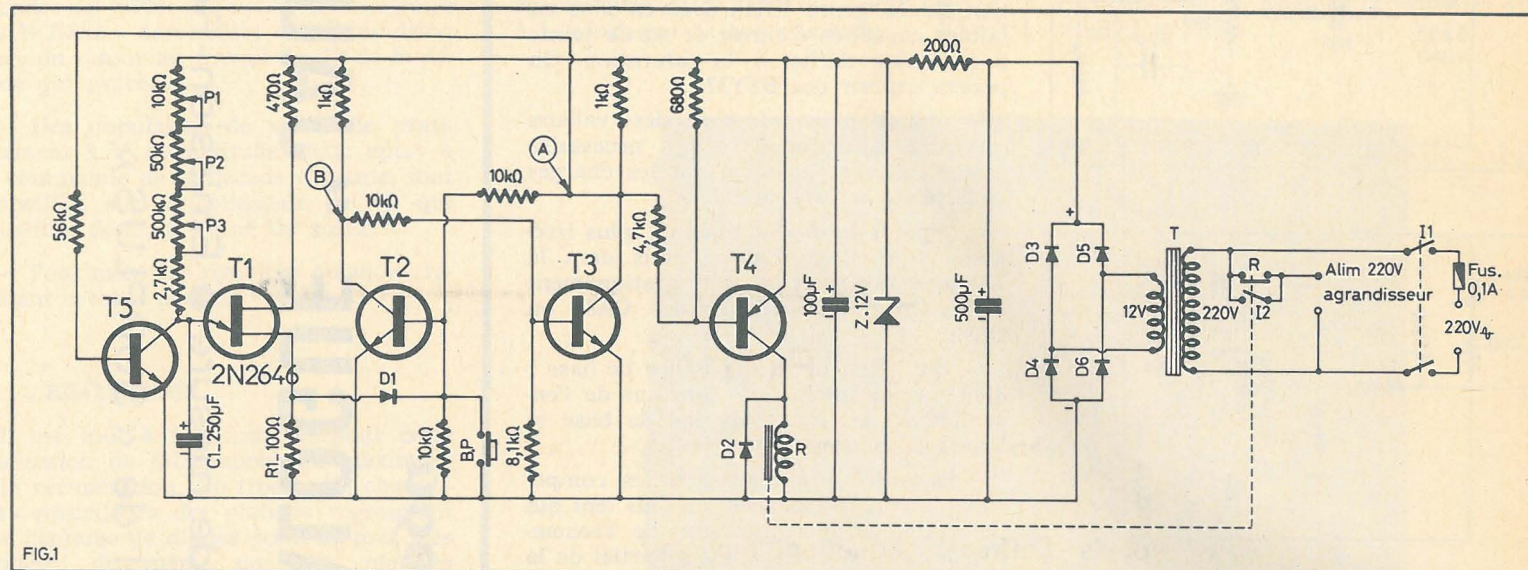 200Ω
10kΩ
P1
470Ω
1kΩ
1kΩ
680Ω
50kΩ
P2
A
B
10kΩ
10kΩ
56kΩ
500kΩ
P3
4,7kΩ
2,7kΩ
T5
T1
T2
T3
T4
2N2646
100µF
+
Z.12V
500µF
+
+
D3
D5
T
I1
R
Alim 220V
agrandisseur
Fus.
0,1A
12V
220V
I2
220V
D4
D6
-
D1
C1_250µF
+
R1_100Ω
10kΩ
B.P
8,1kΩ
D2
R
FIG.1